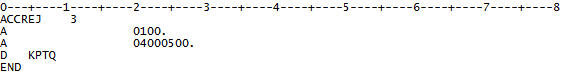 0---+----1----+----2----+----3----+----4----+----5----+----6----+----7----+----8
ACCREJ    3
A                  0100.
A                  04000500.
D   KPTQ
END